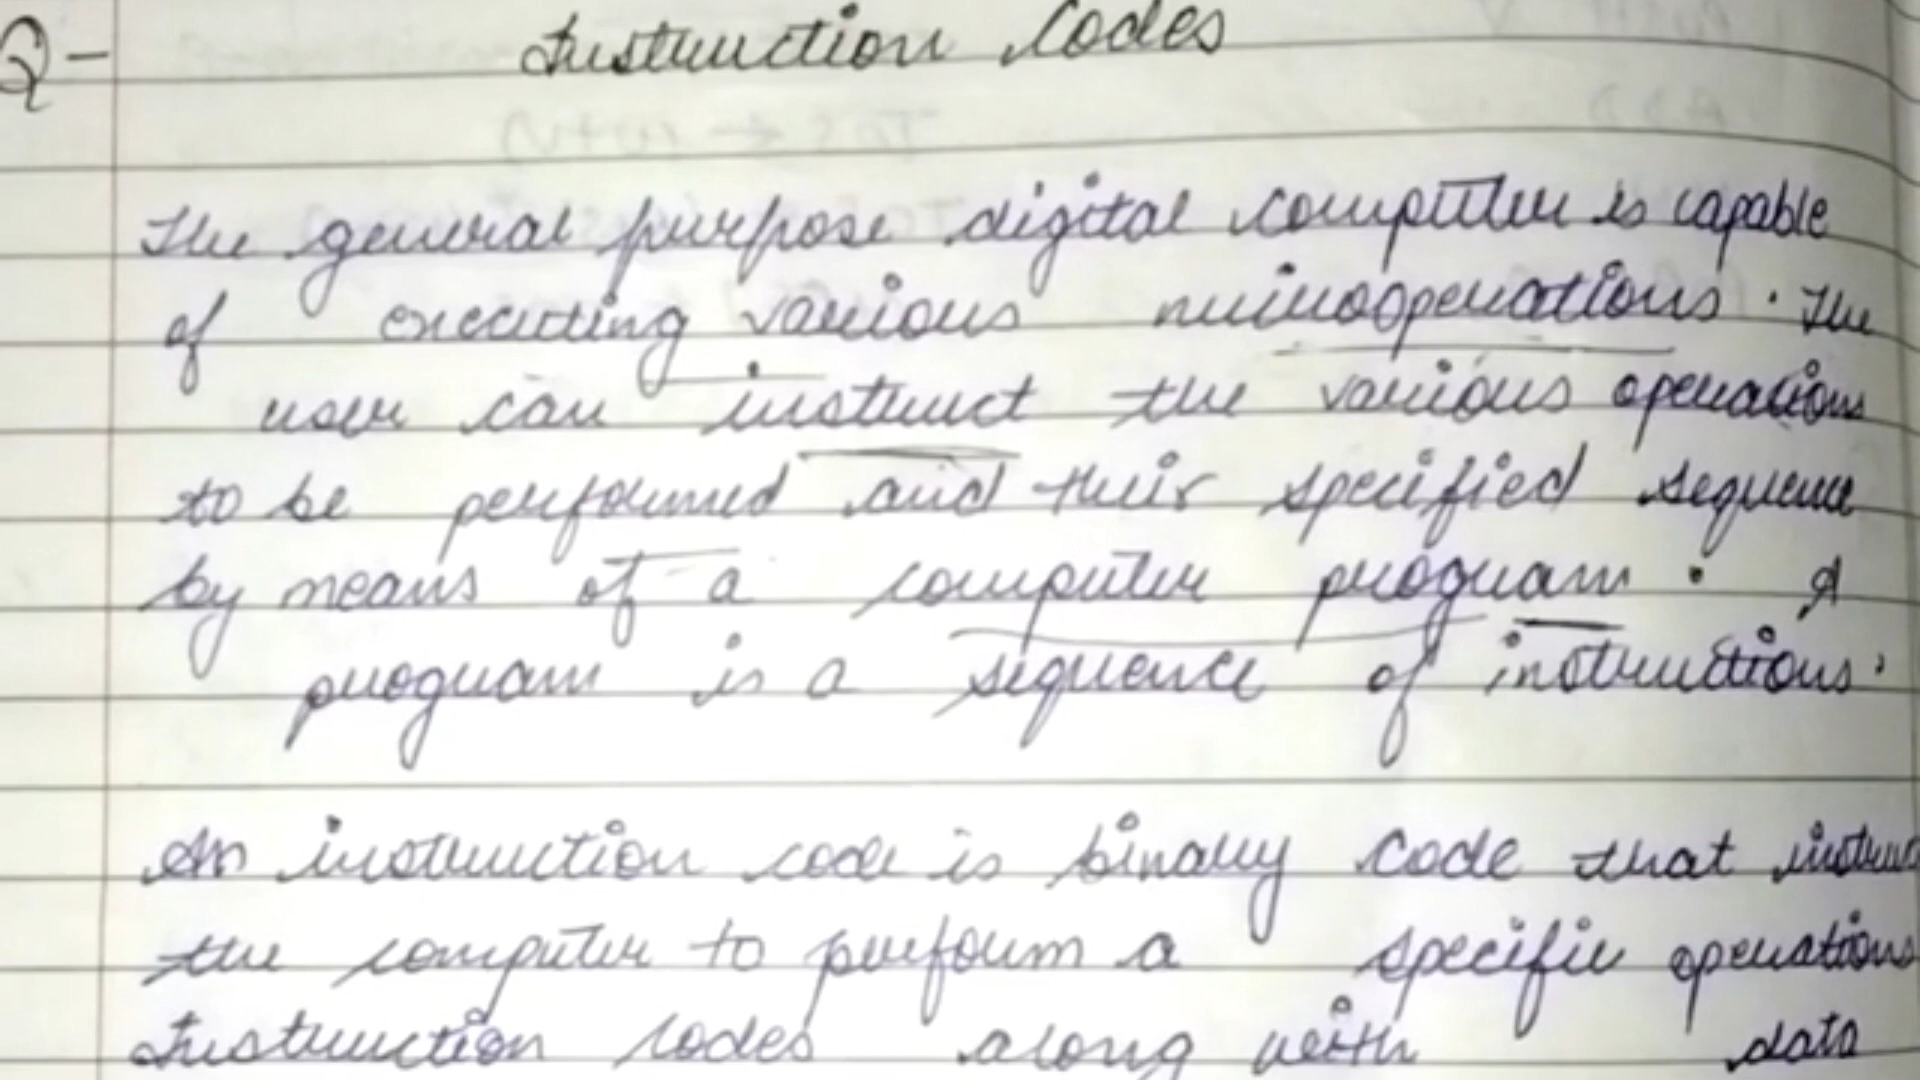 Q- Instruction Codes
The general purpose digital computer is capable
of executing various microoperations. The
user can instruct the various operations
to be performed and their specified sequence
by means of a computer program. A
program is a sequence of instructions.
An instruction code is binary code that
the computer to perform a specific operations
Instruction codes along with data